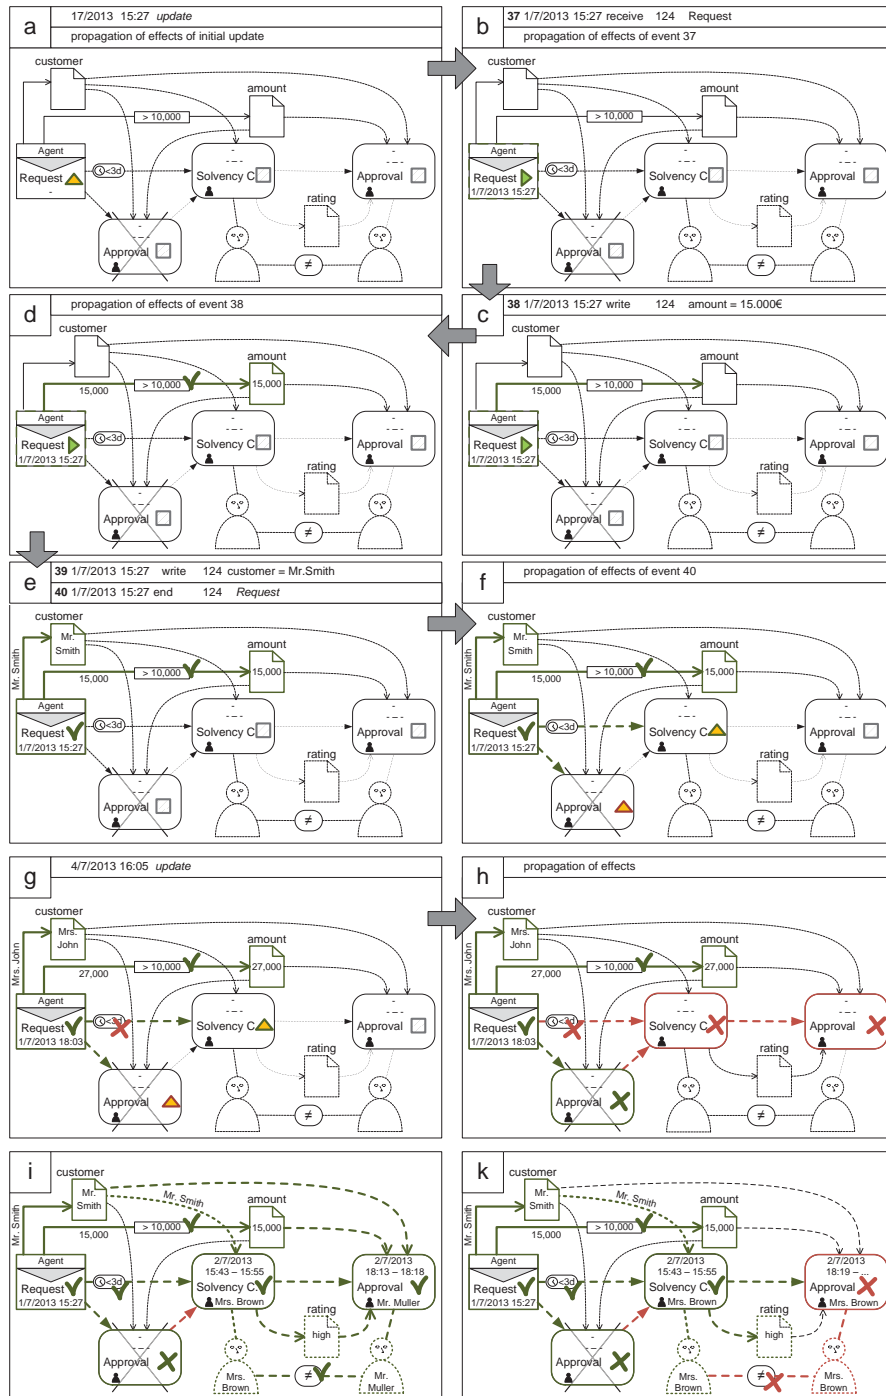 a
17/2013 15:27 update
propagation of effects of initial update
customer
amount
> 10,000
Agent
Request
-
<3d
-
Solvency C.
-
Approval
rating
-
Approval
≠
b
37 1/7/2013 15:27 receive 124 Request
propagation of effects of event 37
customer
amount
> 10,000
Agent
Request
1/7/2013 15:27
<3d
-
Solvency C.
-
Approval
rating
-
Approval
≠
d
propagation of effects of event 38
customer
amount
> 10,000
15,000
15,000
Agent
Request
1/7/2013 15:27
<3d
-
Solvency C.
-
Approval
rating
-
Approval
≠
c
38 1/7/2013 15:27 write 124 amount = 15.000€
customer
amount
> 10,000
15,000
Agent
Request
1/7/2013 15:27
<3d
-
Solvency C.
-
Approval
rating
-
Approval
≠
e
39 1/7/2013 15:27 write 124 customer = Mr.Smith
40 1/7/2013 15:27 end 124 Request
customer
Mr.
Smith
Mr. Smith
amount
> 10,000
15,000
15,000
Agent
Request
1/7/2013 15:27
<3d
-
Solvency C.
-
Approval
rating
-
Approval
≠
f
propagation of effects of event 40
customer
Mr.
Smith
Mr. Smith
amount
> 10,000
15,000
15,000
Agent
Request
1/7/2013 15:27
<3d
-
Solvency C.
-
Approval
rating
-
Approval
≠
g
4/7/2013 16:05 update
customer
Mrs.
John
Mrs. John
amount
> 10,000
27,000
27,000
Agent
Request
1/7/2013 18:03
<3d
-
Solvency C.
-
Approval
rating
-
Approval
≠
h
propagation of effects
customer
Mrs.
John
Mrs. John
amount
> 10,000
27,000
27,000
Agent
Request
1/7/2013 18:03
<3d
-
Solvency C.
-
Approval
rating
-
Approval
≠
i
customer
Mr.
Smith
Mr. Smith
Mr. Smith
amount
> 10,000
15,000
15,000
Agent
Request
1/7/2013 15:27
<3d
2/7/2013
15:43 – 15:55
Solvency C.
Mrs. Brown
2/7/2013
18:13 – 18:18
Approval
Mr. Muller
rating
high
-
Approval
Mrs.
Brown
≠
Mr.
Muller
k
customer
Mr.
Smith
Mr. Smith
Mr. Smith
amount
> 10,000
15,000
15,000
Agent
Request
1/7/2013 15:27
<3d
2/7/2013
15:43 – 15:55
Solvency C.
Mrs. Brown
2/7/2013
18:19 – ...
Approval
Mrs. Brown
rating
high
-
Approval
Mrs.
Brown
≠
Mrs.
Brown